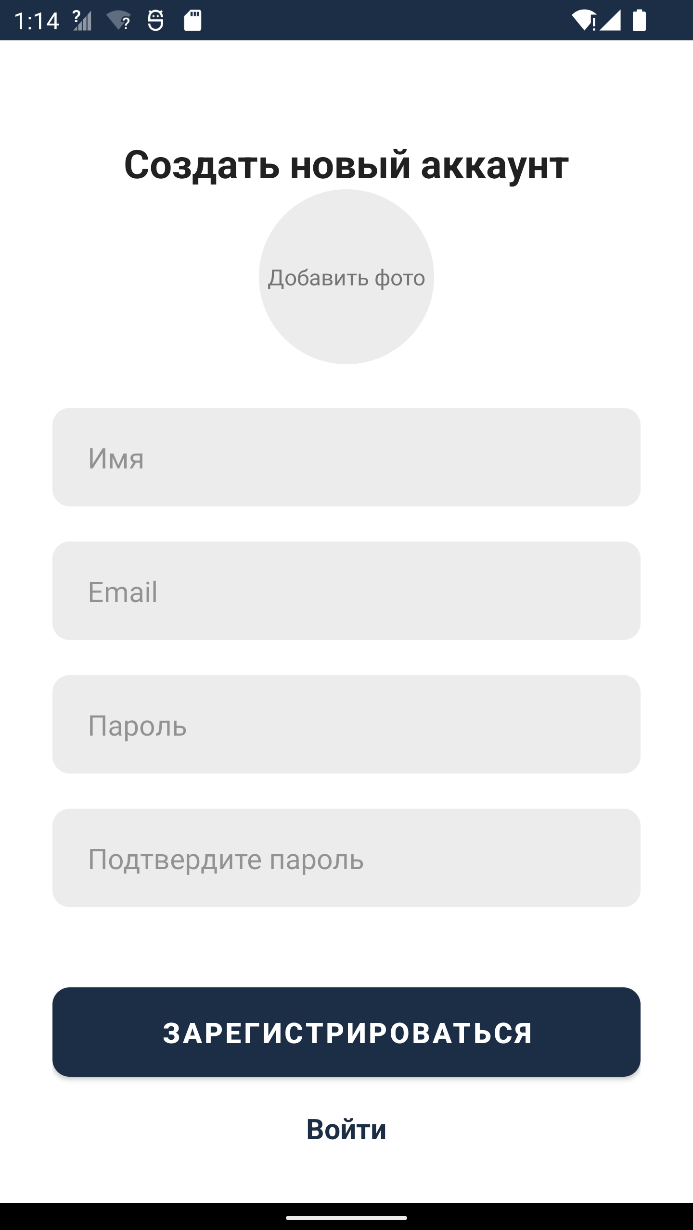 1:14
Создать новый аккаунт
Добавить фото
Имя
Email
Пароль
Подтвердите пароль
ЗАРЕГИСТРИРОВАТЬСЯ
Войти